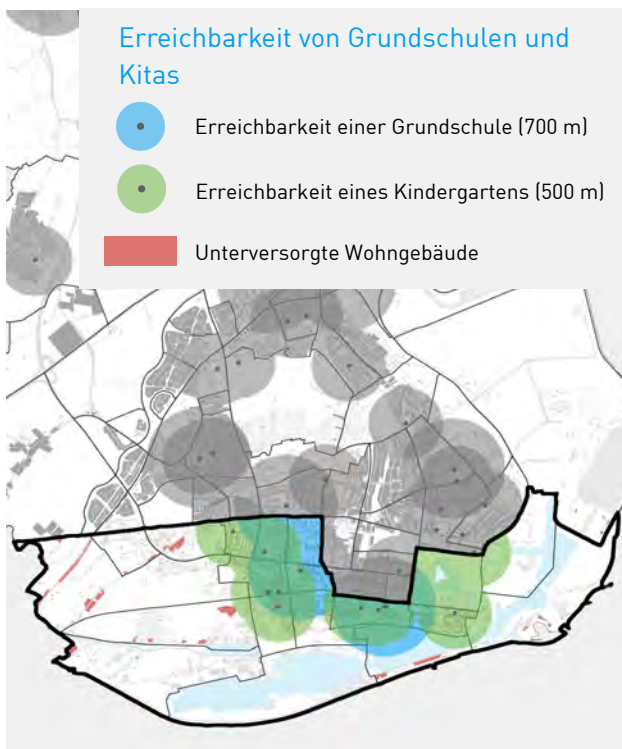 Erreichbarkeit von Grundschulen und
Kitas
Erreichbarkeit einer Grundschule (700 m)
Erreichbarkeit eines Kindergartens (500 m)
Unterversorgte Wohngebäude